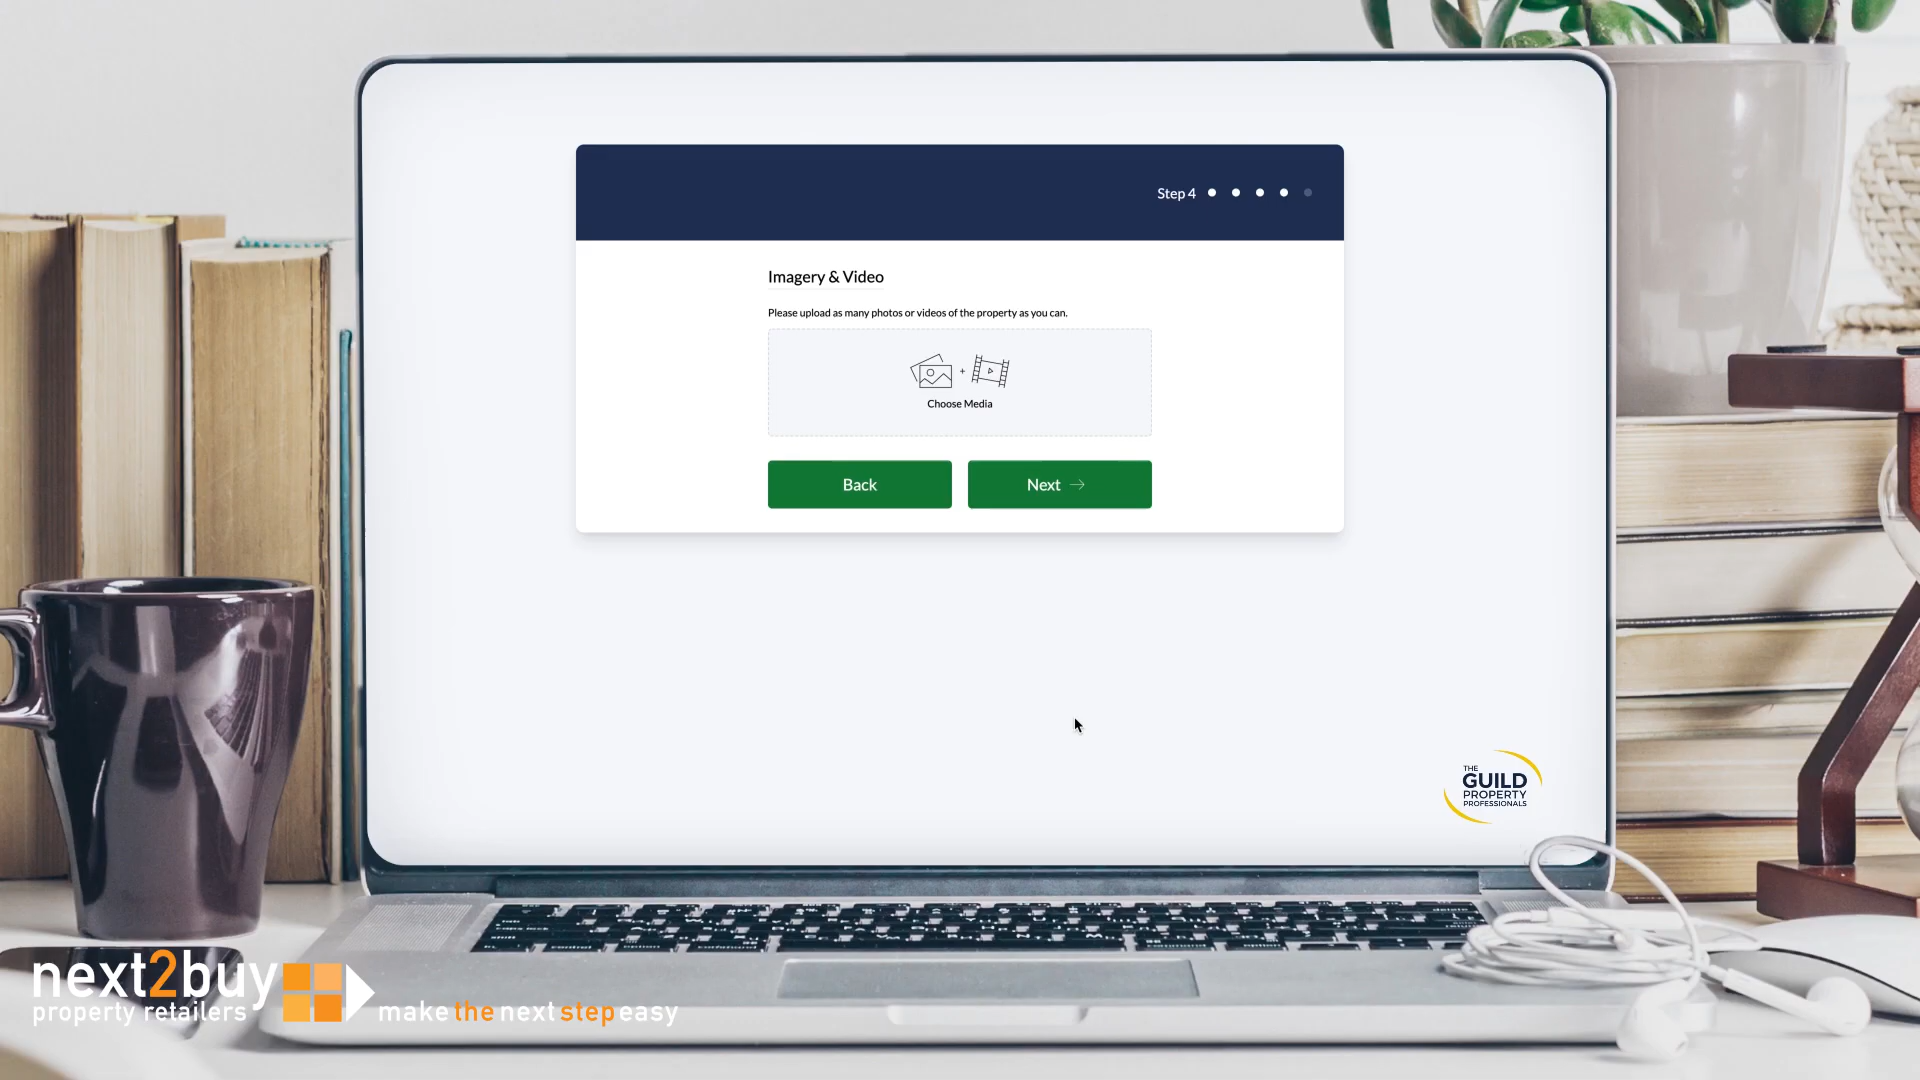 Step 4
Imagery & Video
Please upload as many photos or videos of the property as you can.
+
Choose Media
Back
Next →
THE
GUILD
PROPERTY
PROFESSIONALS
next2buy
property retailers
make the next step easy